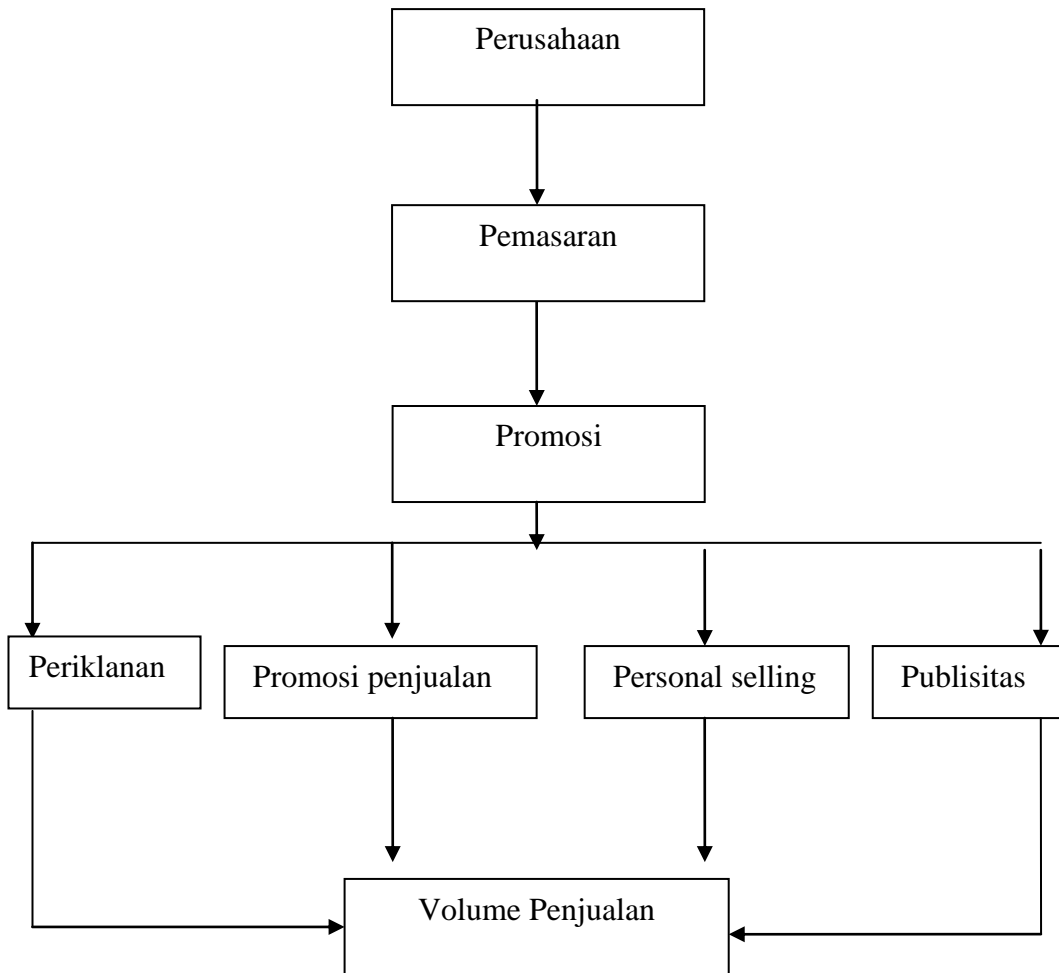 Perusahaan
Pemasaran
Promosi
Periklanan
Promosi penjualan
Personal selling
Publisitas
Volume Penjualan